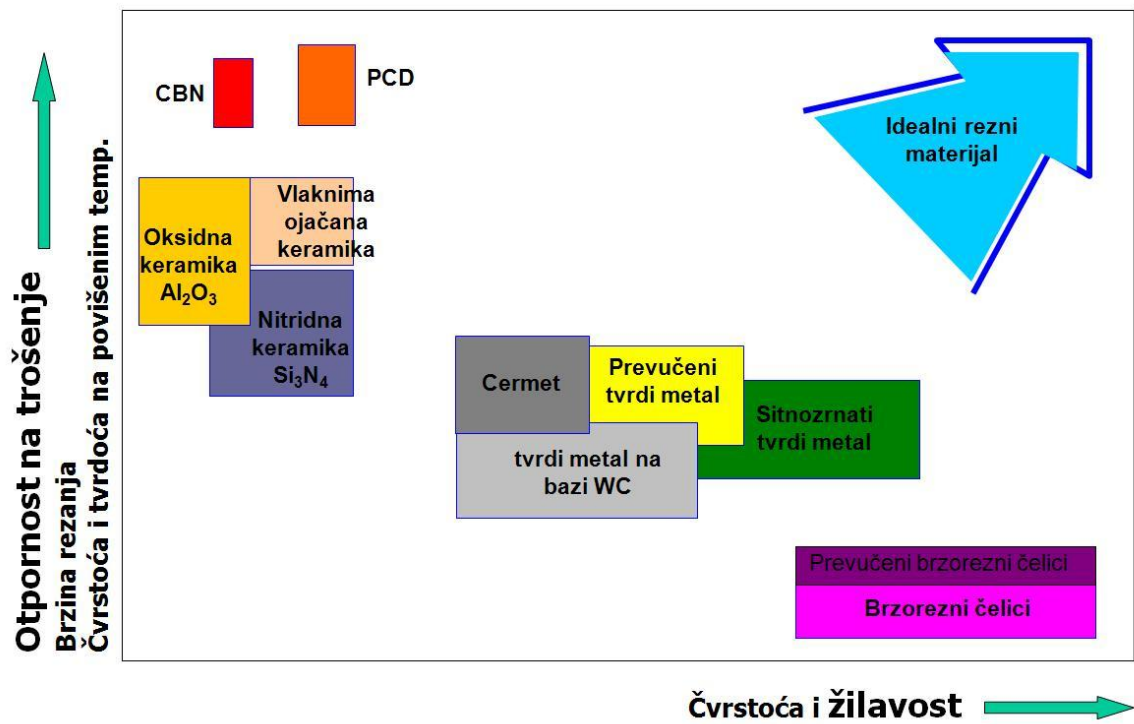 CBN
PCD
Idealni rezni
materijal
Vlaknima
ojačana
keramika
Oksidna
keramika
Al₂O₃
Nitridna
keramika
Si₃N₄
Cermet
Prevučeni
tvrdi metal
Sitnozrnati
tvrdi metal
tvrdi metal na
bazi WC
Prevučeni brzorezni čelici
Brzorezni čelici
Otpornost na trošenje
Brzina rezanja
Čvrstoća i tvrdoća na povišenim temp.
Čvrstoća i žilavost